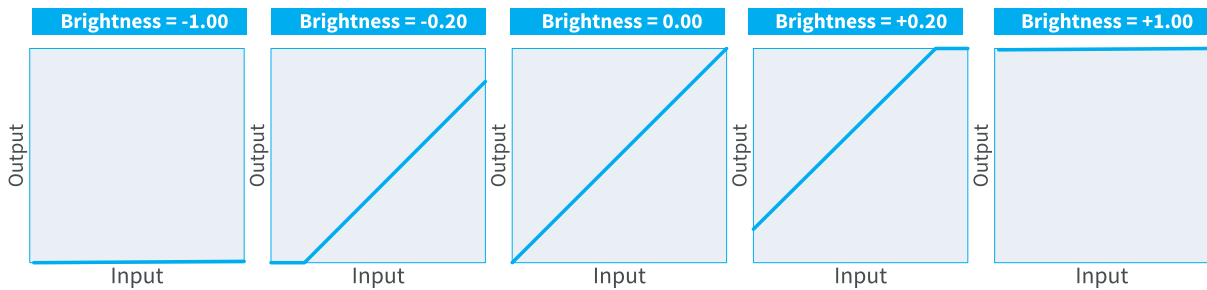 Brightness = -1.00
Brightness = -0.20
Brightness = 0.00
Brightness = +0.20
Brightness = +1.00
Output
Output
Output
Output
Output
Input
Input
Input
Input
Input